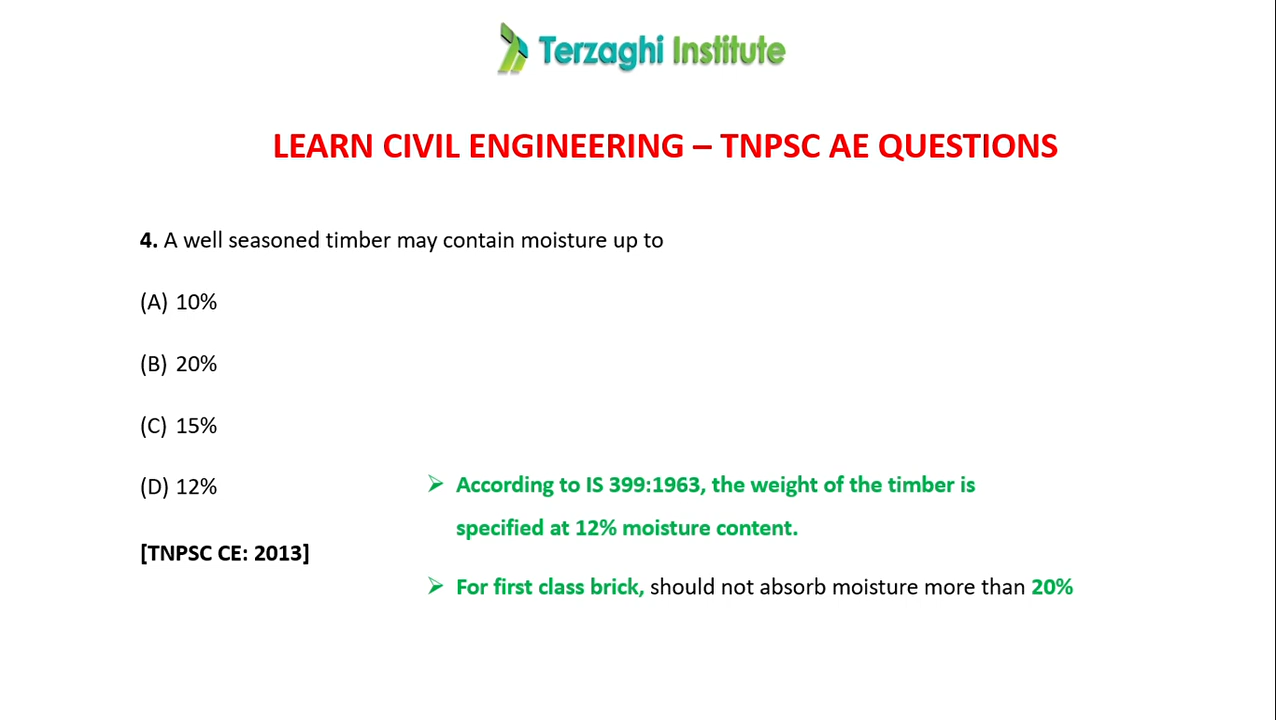 Terzaghi Institute
LEARN CIVIL ENGINEERING – TNPSC AE QUESTIONS
4. A well seasoned timber may contain moisture up to
(A) 10%
(B) 20%
(C) 15%
(D) 12%
➢ According to IS 399:1963, the weight of the timber is
specified at 12% moisture content.
[TNPSC CE: 2013]
➢ For first class brick, should not absorb moisture more than 20%